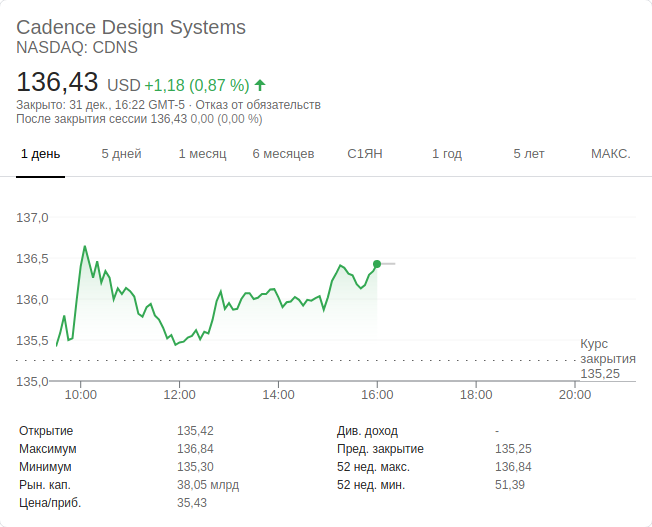 Cadence Design Systems
NASDAQ: CDNS
136,43 USD +1,18 (0,87 %)
Закрыто: 31 дек., 16:22 GMT-5 · Отказ от обязательств
После закрытия сессии 136,43 0,00 (0,00 %)
1 день 5 дней 1 месяц 6 месяцев С1ЯН 1 год 5 лет МАКС.
137,0
136,5
136,0
135,5
135,0
Курс
закрытия
135,25
10:00 12:00 14:00 16:00 18:00 20:00
Открытие 135,42 Див. доход -
Максимум 136,84 Пред. закрытие 135,25
Минимум 135,30 52 нед. макс. 136,84
Рын. кап. 38,05 млрд 52 нед. мин. 51,39
Цена/приб. 35,43